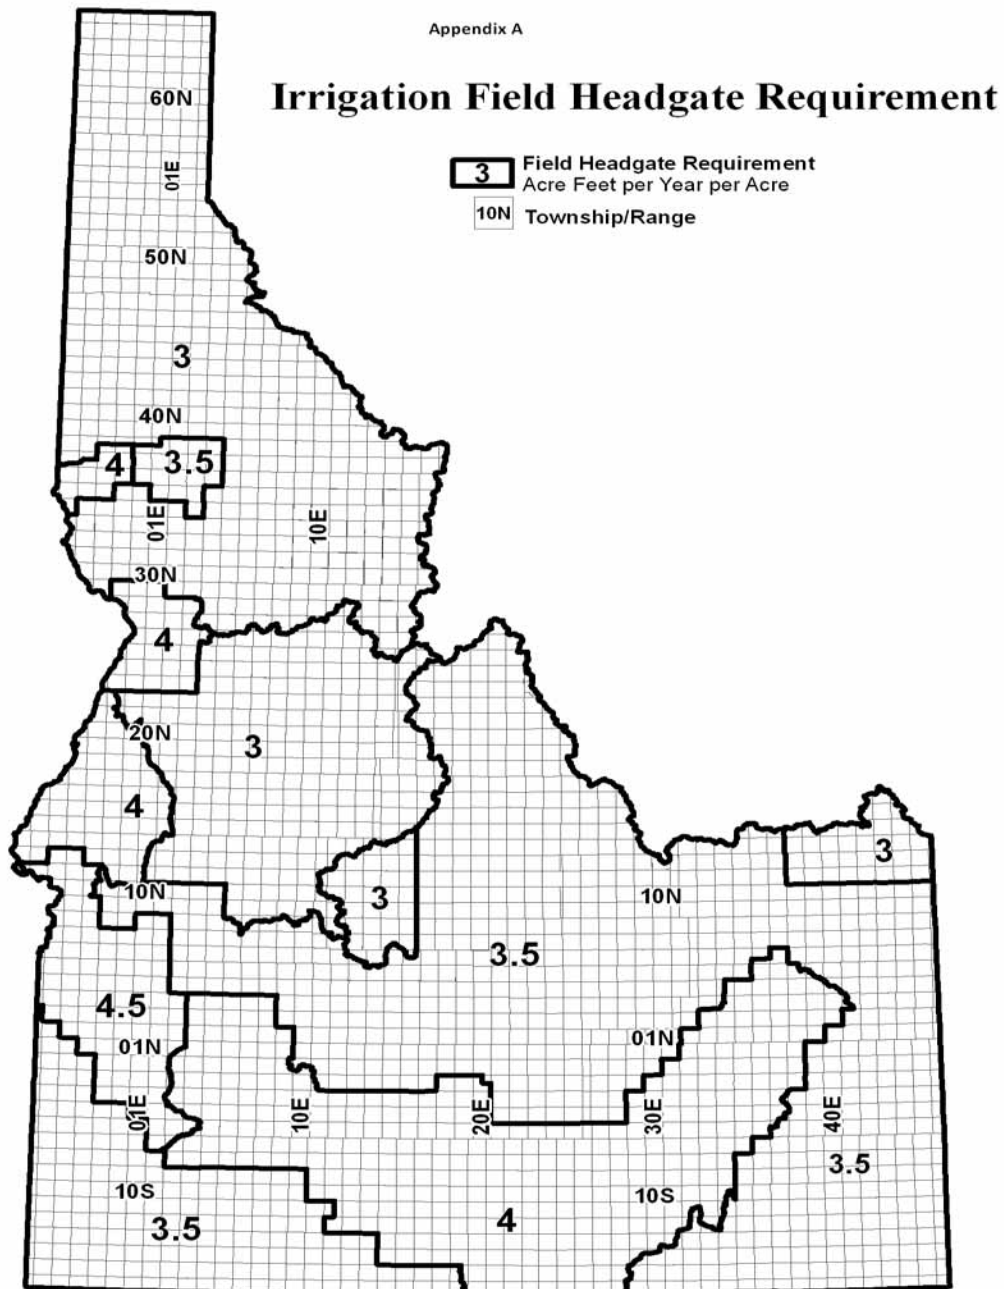 Appendix A
Irrigation Field Headgate Requirement
3 Field Headgate Requirement
Acre Feet per Year per Acre
10N Township/Range
60N
01E
50N
3
40N
4 3.5
01E 10E
30N
4
20N
3
4
3
10N 3 10N
3.5
4.5
01N 01N
01E 10E 20E 30E 40E
3.5
10S 10S
3.5 4